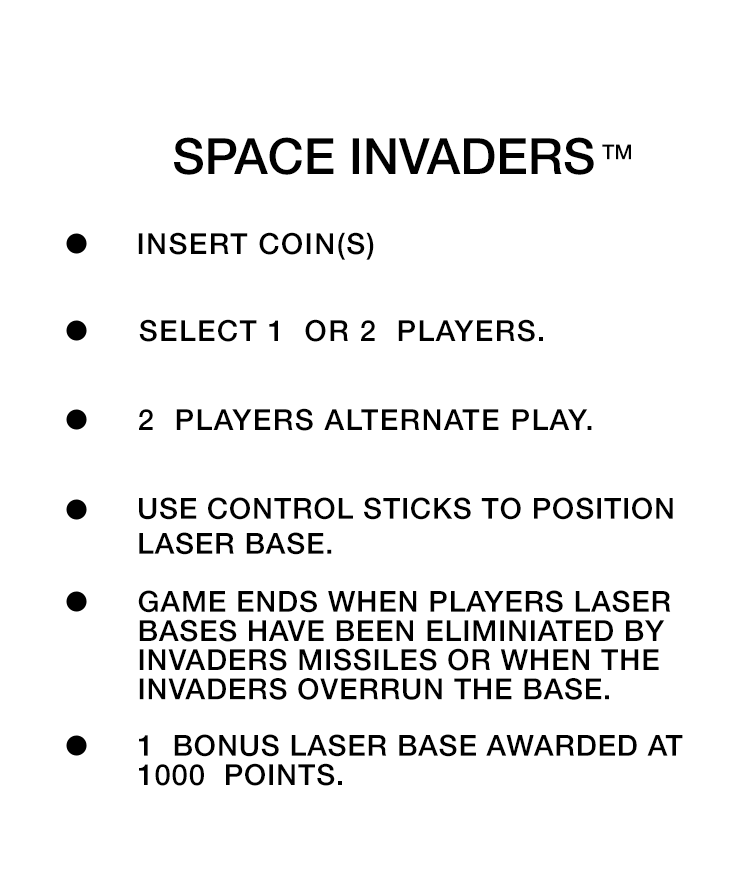 SPACE INVADERS™
● INSERT COIN(S)
● SELECT 1 OR 2 PLAYERS.
● 2 PLAYERS ALTERNATE PLAY.
● USE CONTROL STICKS TO POSITION
LASER BASE.
● GAME ENDS WHEN PLAYERS LASER
BASES HAVE BEEN ELIMINIATED BY
INVADERS MISSILES OR WHEN THE
INVADERS OVERRUN THE BASE.
● 1 BONUS LASER BASE AWARDED AT
1000 POINTS.